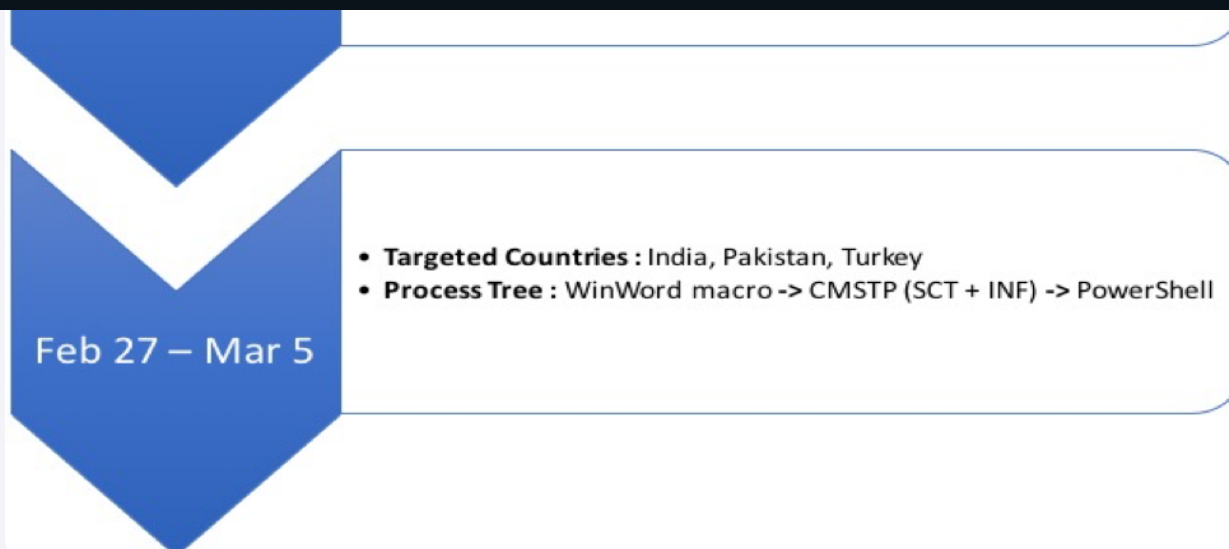 Feb 27 – Mar 5
• Targeted Countries : India, Pakistan, Turkey
• Process Tree : WinWord macro -> CMSTP (SCT + INF) -> PowerShell